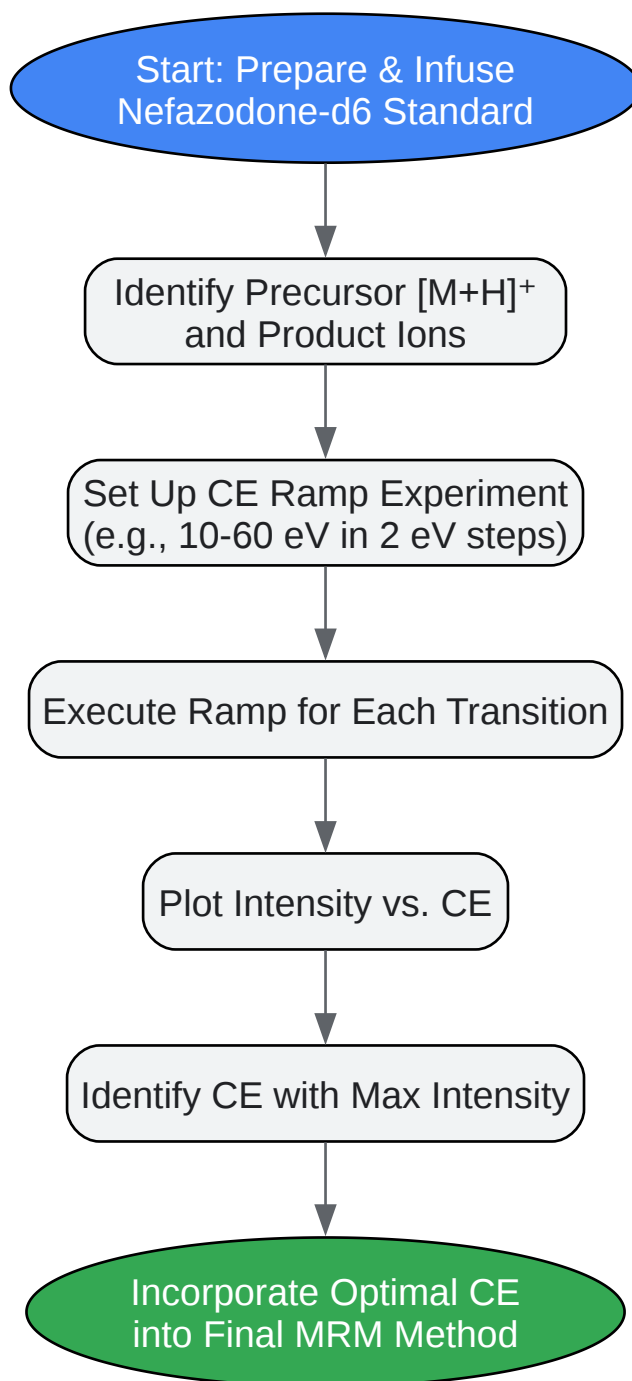 Start: Prepare & Infuse
Nefazodone-d6 Standard
Identify Precursor [M+H]⁺
and Product Ions
Set Up CE Ramp Experiment
(e.g., 10-60 eV in 2 eV steps)
Execute Ramp for Each Transition
Plot Intensity vs. CE
Identify CE with Max Intensity
Incorporate Optimal CE
into Final MRM Method